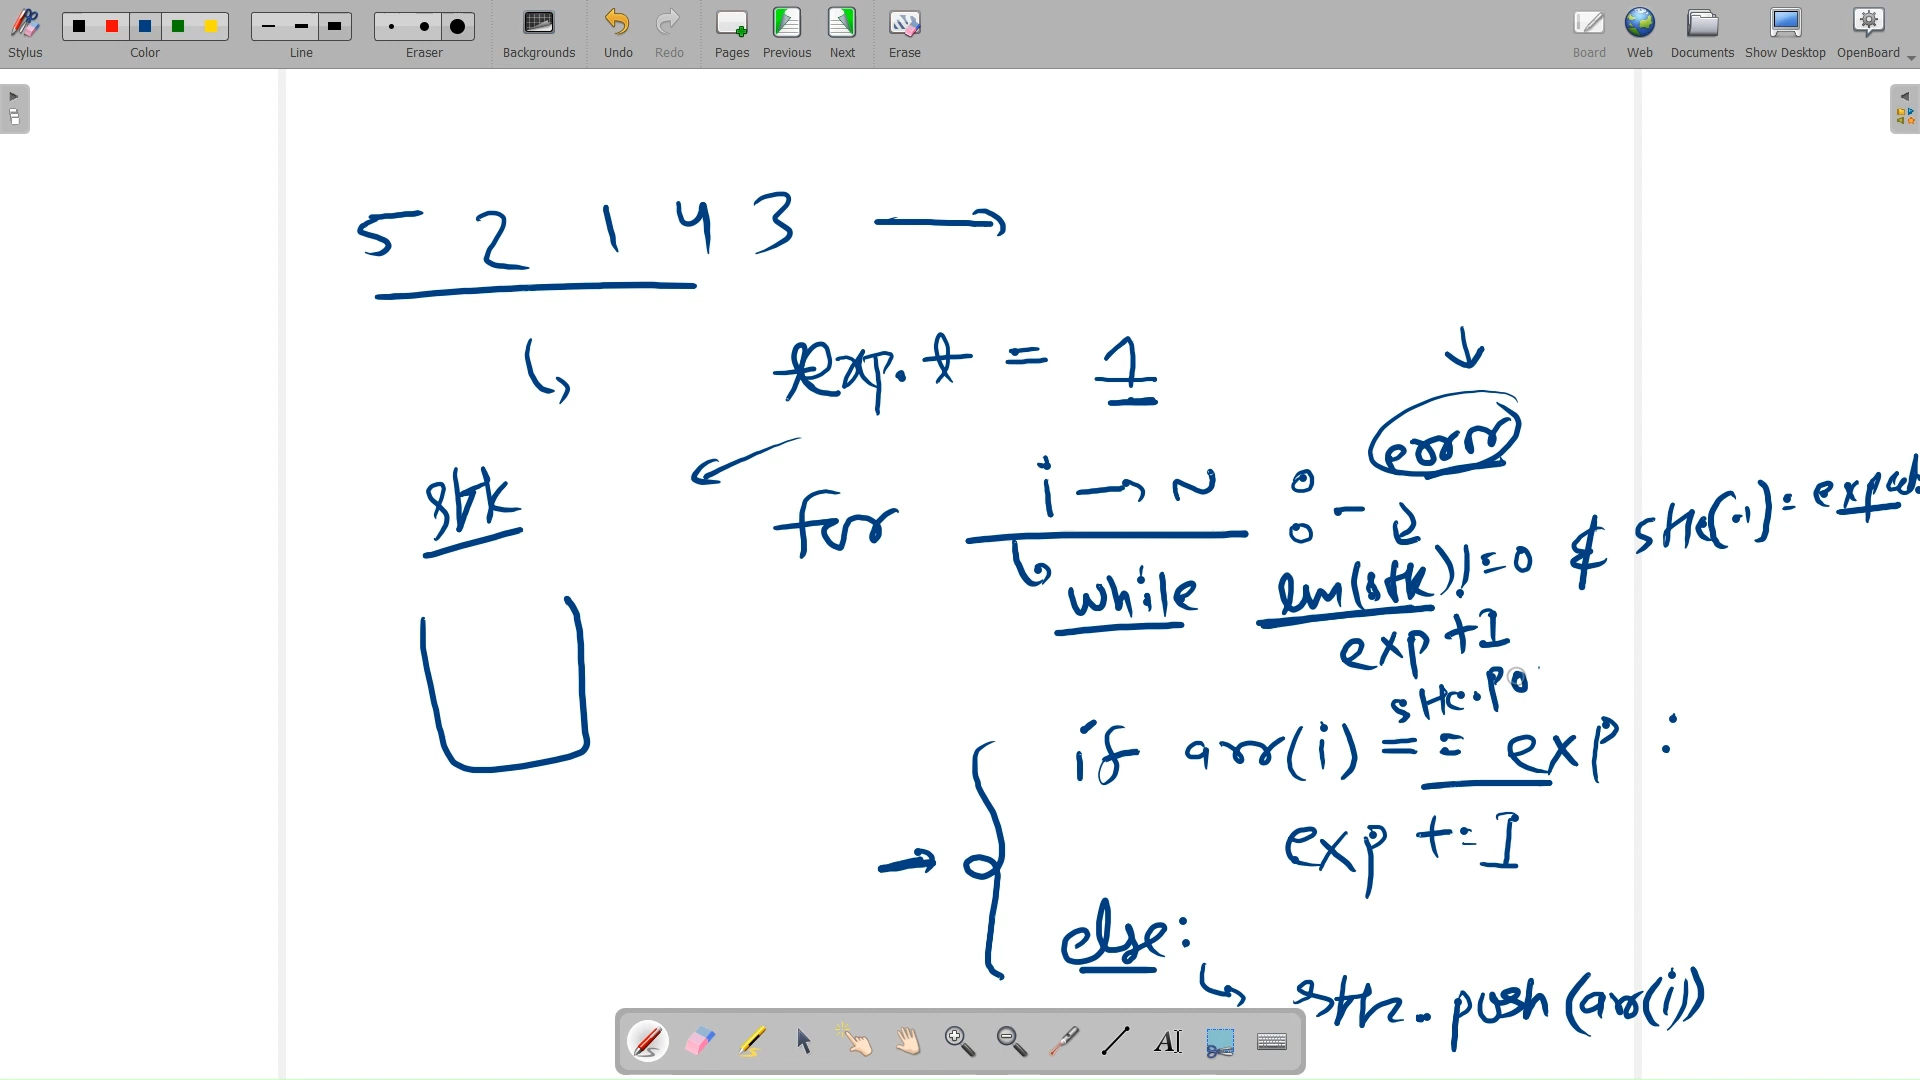 Stylus Color Line Eraser Backgrounds Undo Redo Pages Previous Next Erase Board Web Documents Show Desktop OpenBoard
5 2 1 4 3
exp.t = 1
error
stk
for i → N :
while len(stk) != 0 & stk(-1) = expect
exp +1
stk.po
if arr(i) == exp :
exp += 1
else:
stk.push(arr(i))